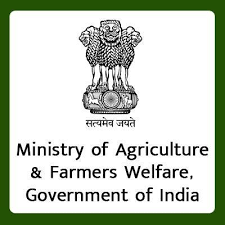 सत्यमेव जयते
Ministry of Agriculture
& Farmers Welfare,
Government of India